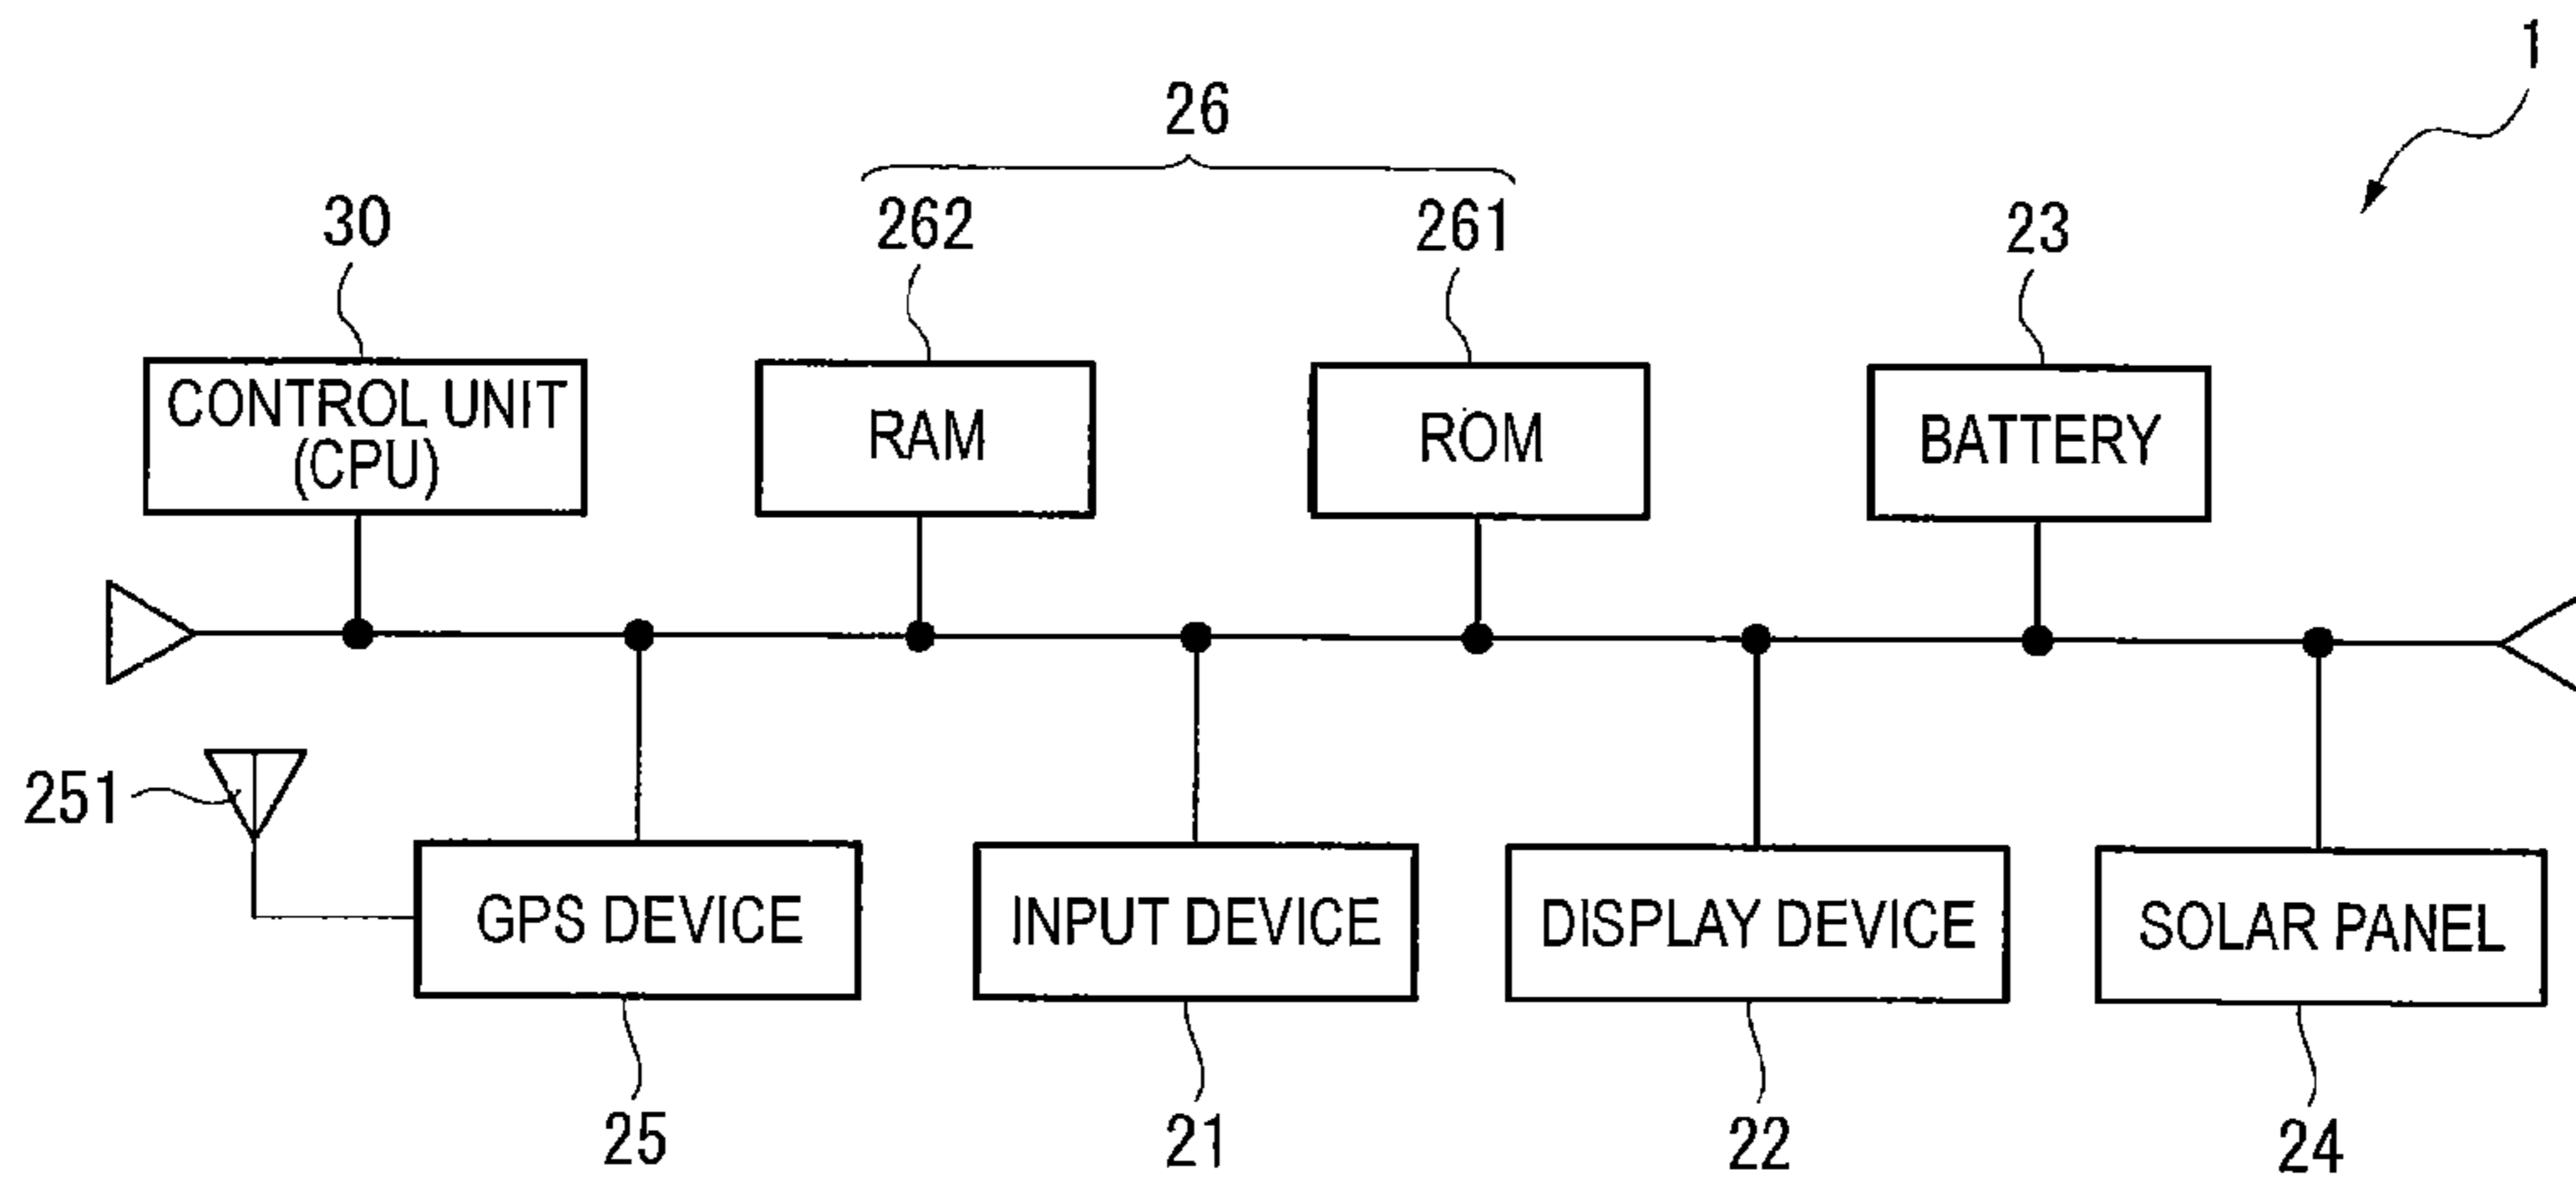 1
26
30
262
261
23
CONTROL UNIT
(CPU)
RAM
ROM
BATTERY
251
GPS DEVICE
INPUT DEVICE
DISPLAY DEVICE
SOLAR PANEL
25
21
22
24